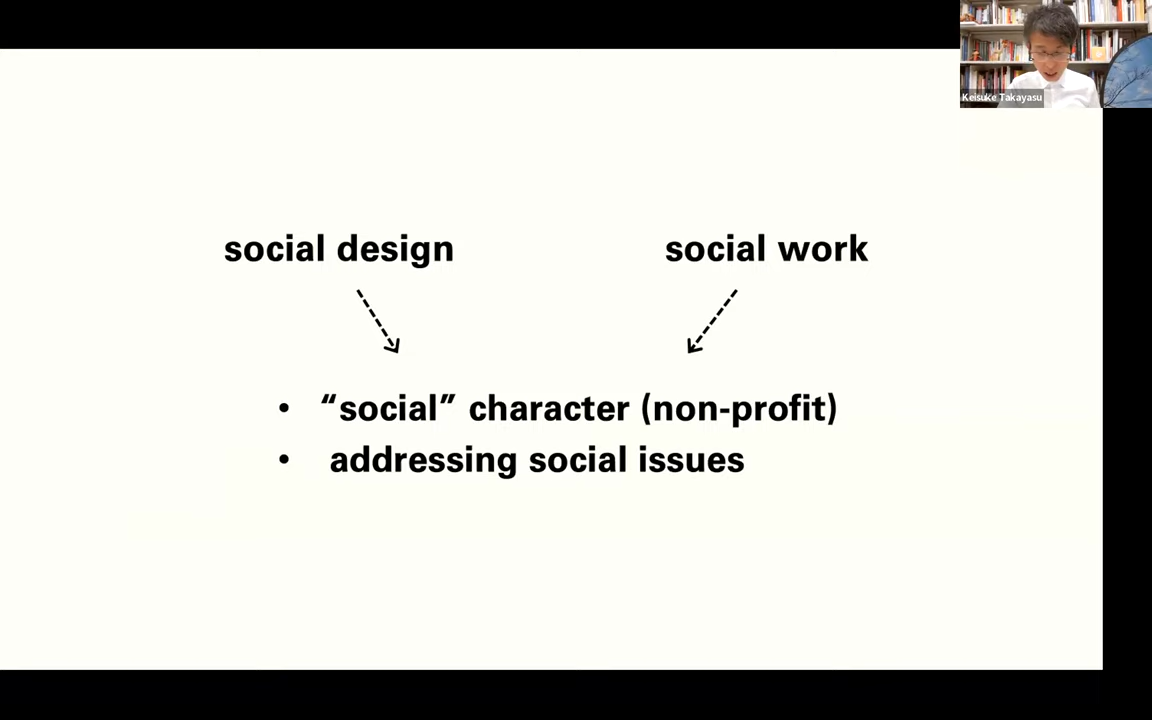 Keisuke Takayasu
social design
social work
• “social” character (non-profit)
• addressing social issues